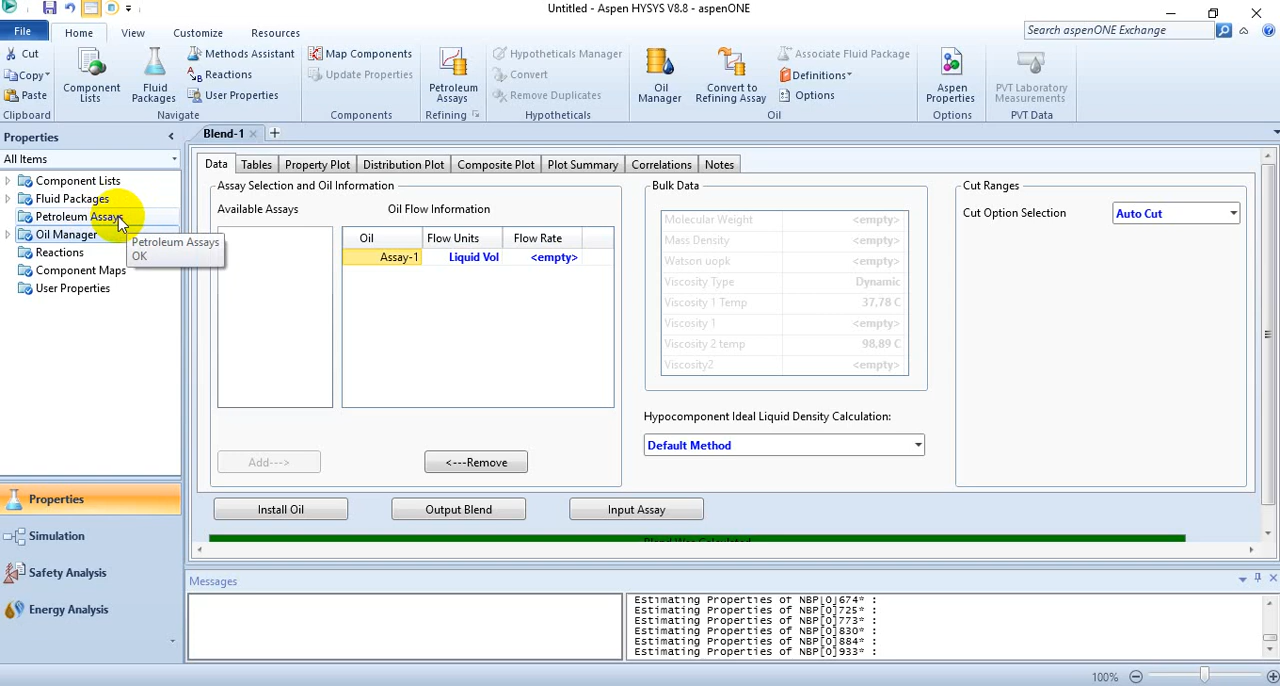 Untitled - Aspen HYSYS V8.8 - aspenONE
File Home View Customize Resources
Search aspenONE Exchange
Cut
Copy
Paste
Clipboard
Component Lists
Fluid Packages
Methods Assistant
Reactions
User Properties
Navigate
Map Components
Update Properties
Components
Petroleum Assays
Refining
Hypotheticals Manager
Convert
Remove Duplicates
Hypotheticals
Oil Manager
Convert to Refining Assay
Associate Fluid Package
Definitions
Options
Oil
Aspen Properties
Options
PVT Laboratory Measurements
PVT Data
Properties
All Items
Component Lists
Fluid Packages
Petroleum Assays
Oil Manager
Reactions
Component Maps
User Properties
Petroleum Assays
OK
Properties
Simulation
Safety Analysis
Energy Analysis
Blend-1
Data Tables Property Plot Distribution Plot Composite Plot Plot Summary Correlations Notes
Assay Selection and Oil Information
Available Assays Oil Flow Information
Oil Flow Units Flow Rate
Assay-1 Liquid Vol <empty>
Add--->
<---Remove
Bulk Data
Molecular Weight <empty>
Mass Density <empty>
Watson uopk <empty>
Viscosity Type Dynamic
Viscosity 1 Temp 37,78 C
Viscosity 1 <empty>
Viscosity 2 temp 98,89 C
Viscosity2 <empty>
Hypocomponent Ideal Liquid Density Calculation:
Default Method
Cut Ranges
Cut Option Selection Auto Cut
Install Oil Output Blend Input Assay
Blend Was Calculated
Messages
Estimating Properties of NBP[0]674* :
Estimating Properties of NBP[0]725* :
Estimating Properties of NBP[0]773* :
Estimating Properties of NBP[0]830* :
Estimating Properties of NBP[0]884* :
Estimating Properties of NBP[0]933* :
100%